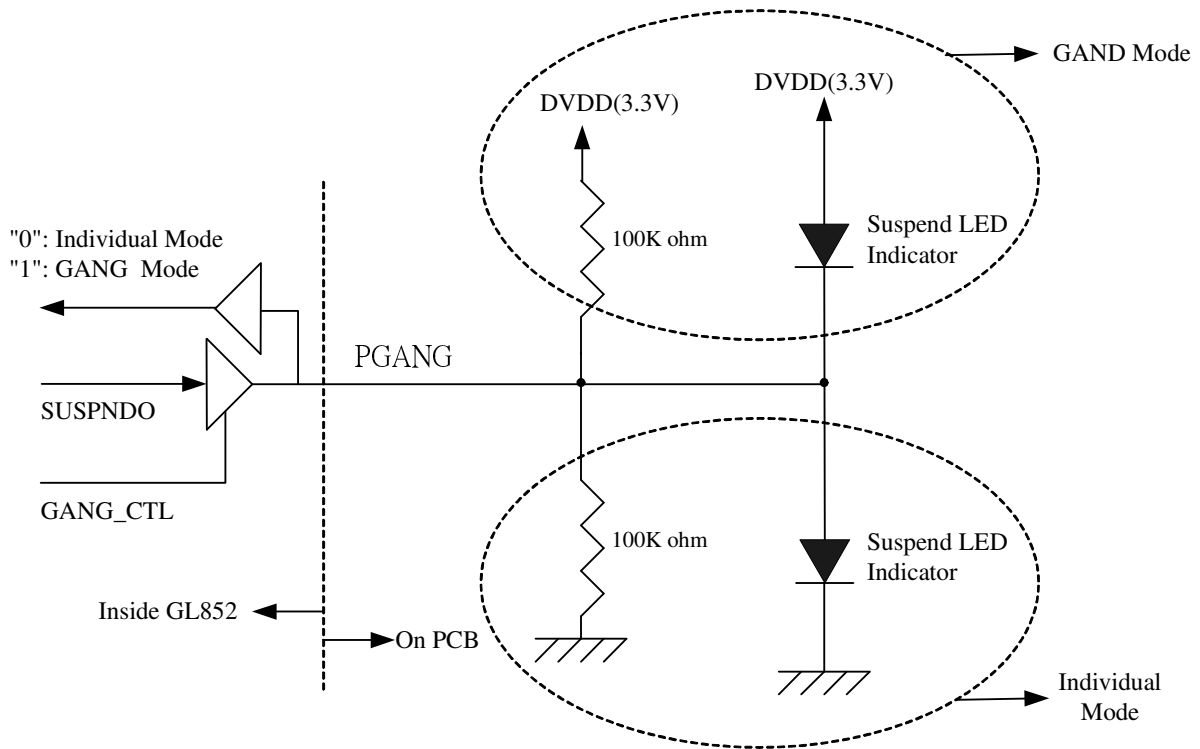 GAND Mode
DVDD(3.3V)
DVDD(3.3V)
"0": Individual Mode
"1": GANG Mode
100K ohm
Suspend LED
Indicator
PGANG
SUSPNDO
GANG_CTL
100K ohm
Suspend LED
Indicator
Inside GL852
On PCB
Individual
Mode